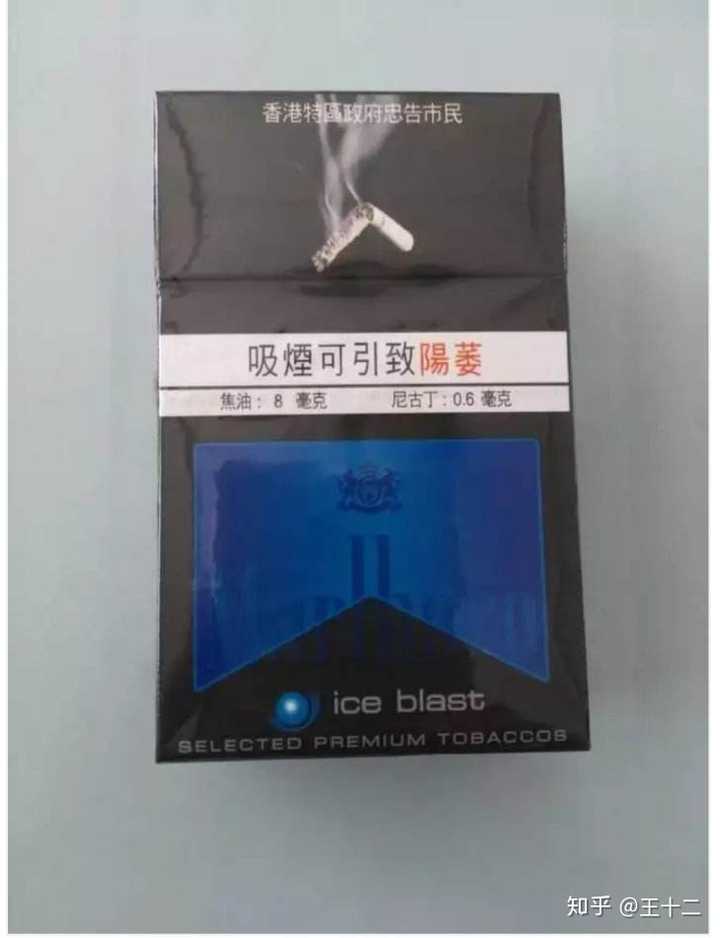 香港特區政府忠告市民
吸煙可引致陽萎
焦油： 8 毫克 尼古丁：0.6 毫克
Marlboro
ice blast
SELECTED PREMIUM TOBACCOS
知乎 @王十二